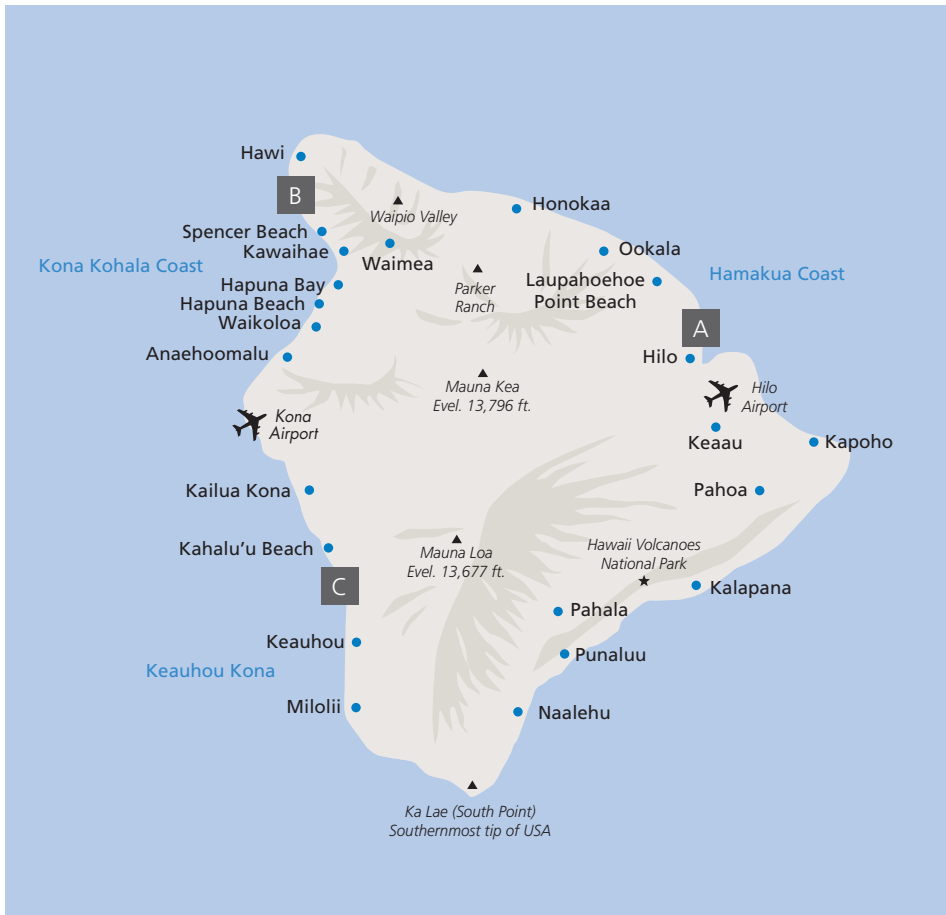 Hawi
B
Waipio Valley
Honokaa
Spencer Beach
Kawaihae
Waimea
Ookala
Kona Kohala Coast
Hamakua Coast
Hapuna Bay
Hapuna Beach
Waikoloa
Parker
Ranch
Laupahoehoe
Point Beach
A
Anaehoomalu
Hilo
Mauna Kea
Evel. 13,796 ft.
Hilo
Airport
Kona
Airport
Keaau
Kapoho
Kailua Kona
Pahoa
Kahalu'u Beach
Mauna Loa
Evel. 13,677 ft.
Hawaii Volcanoes
National Park
C
Kalapana
Pahala
Keauhou
Punaluu
Keauhou Kona
Milolii
Naalehu
Ka Lae (South Point)
Southernmost tip of USA